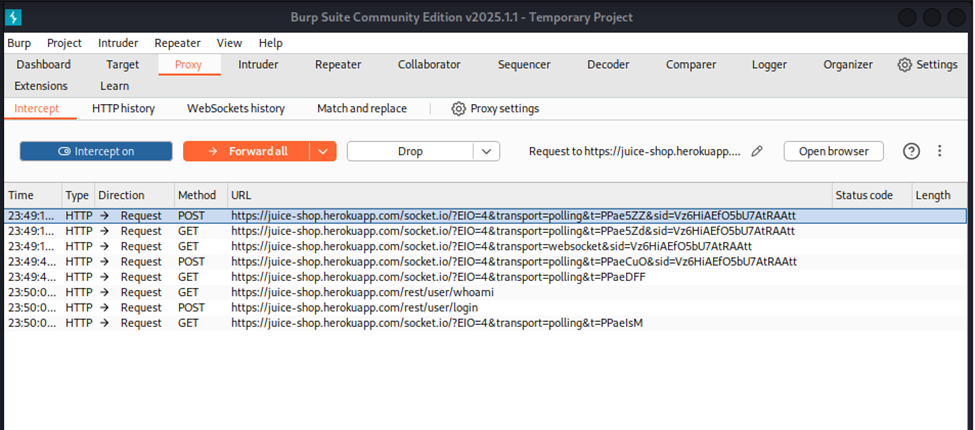 Burp Suite Community Edition v2025.1.1 - Temporary Project
Burp Project Intruder Repeater View Help
Dashboard Target Proxy Intruder Repeater Collaborator Sequencer Decoder Comparer Logger Organizer Settings
Extensions Learn
Intercept HTTP history WebSockets history Match and replace Proxy settings
Intercept on Forward all Drop Request to https://juice-shop.herokuapp.... Open browser
Time Type Direction Method URL Status code Length
23:49:1... HTTP → Request POST https://juice-shop.herokuapp.com/socket.io/?EIO=4&transport=polling&t=PPae5ZZ&sid=Vz6HiAEfO5bU7AtRAAtt
23:49:1... HTTP → Request GET https://juice-shop.herokuapp.com/socket.io/?EIO=4&transport=polling&t=PPae5Zd&sid=Vz6HiAEfO5bU7AtRAAtt
23:49:1... HTTP → Request GET https://juice-shop.herokuapp.com/socket.io/?EIO=4&transport=websocket&sid=Vz6HiAEfO5bU7AtRAAtt
23:49:4... HTTP → Request POST https://juice-shop.herokuapp.com/socket.io/?EIO=4&transport=polling&t=PPaeCuO&sid=Vz6HiAEfO5bU7AtRAAtt
23:49:4... HTTP → Request GET https://juice-shop.herokuapp.com/socket.io/?EIO=4&transport=polling&t=PPaeDFF
23:50:0... HTTP → Request GET https://juice-shop.herokuapp.com/rest/user/whoami
23:50:0... HTTP → Request POST https://juice-shop.herokuapp.com/rest/user/login
23:50:0... HTTP → Request GET https://juice-shop.herokuapp.com/socket.io/?EIO=4&transport=polling&t=PPaeIsM